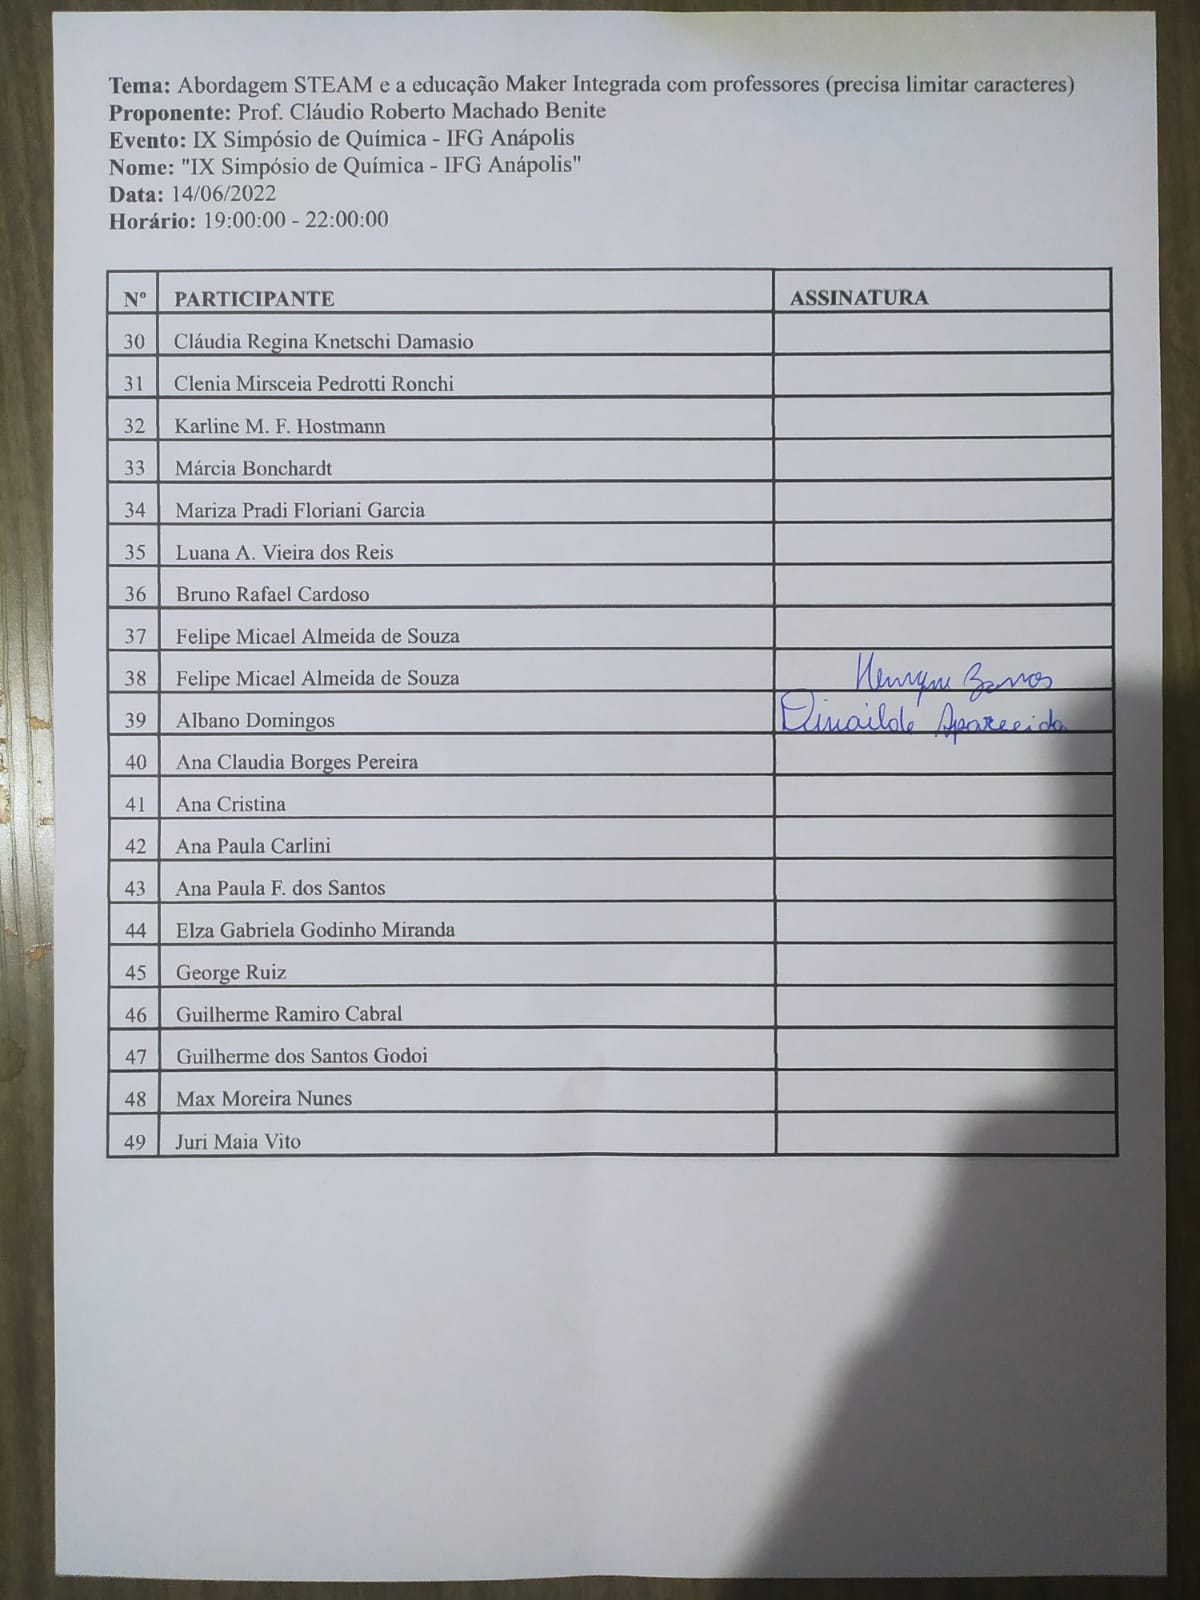 Tema: Abordagem STEAM e a educação Maker Integrada com professores (precisa limitar caracteres)
Proponente: Prof. Cláudio Roberto Machado Benite
Evento: IX Simpósio de Química - IFG Anápolis
Nome: "IX Simpósio de Química - IFG Anápolis"
Data: 14/06/2022
Horário: 19:00:00 - 22:00:00
Nº PARTICIPANTE ASSINATURA
30 Cláudia Regina Knetschi Damasio
31 Clenia Mirsceia Pedrotti Ronchi
32 Karline M. F. Hostmann
33 Márcia Bonchardt
34 Mariza Pradi Floriani Garcia
35 Luana A. Vieira dos Reis
36 Bruno Rafael Cardoso
37 Felipe Micael Almeida de Souza
38 Felipe Micael Almeida de Souza Henrique Barros
39 Albano Domingos Aparecida
40 Ana Claudia Borges Pereira
41 Ana Cristina
42 Ana Paula Carlini
43 Ana Paula F. dos Santos
44 Elza Gabriela Godinho Miranda
45 George Ruiz
46 Guilherme Ramiro Cabral
47 Guilherme dos Santos Godoi
48 Max Moreira Nunes
49 Juri Maia Vito